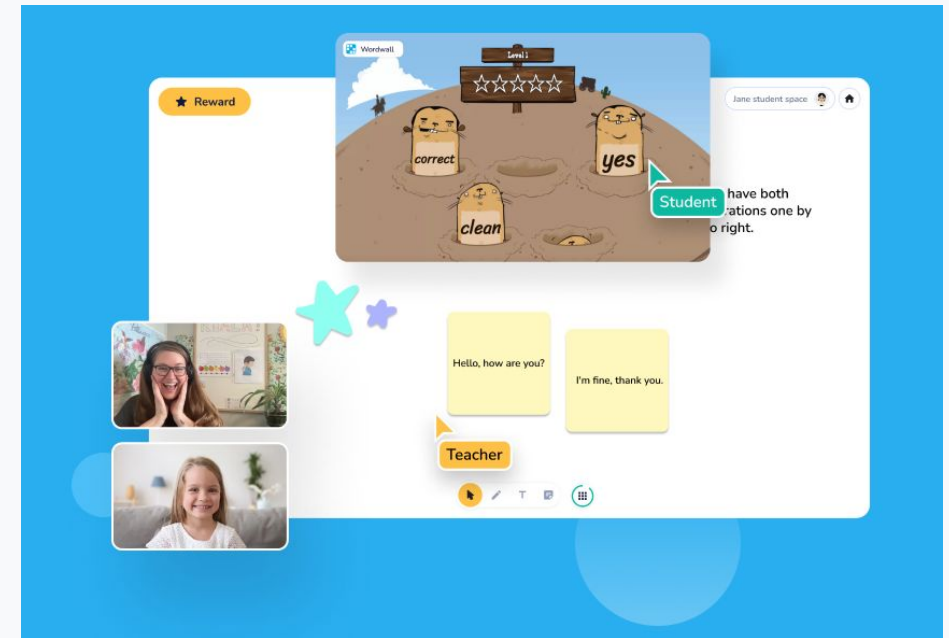 Wordwall
Level 1
Reward
Jane student space
correct
yes
Student
clean
have both
rations one by
o right.
Hello, how are you?
I'm fine, thank you.
Teacher
T